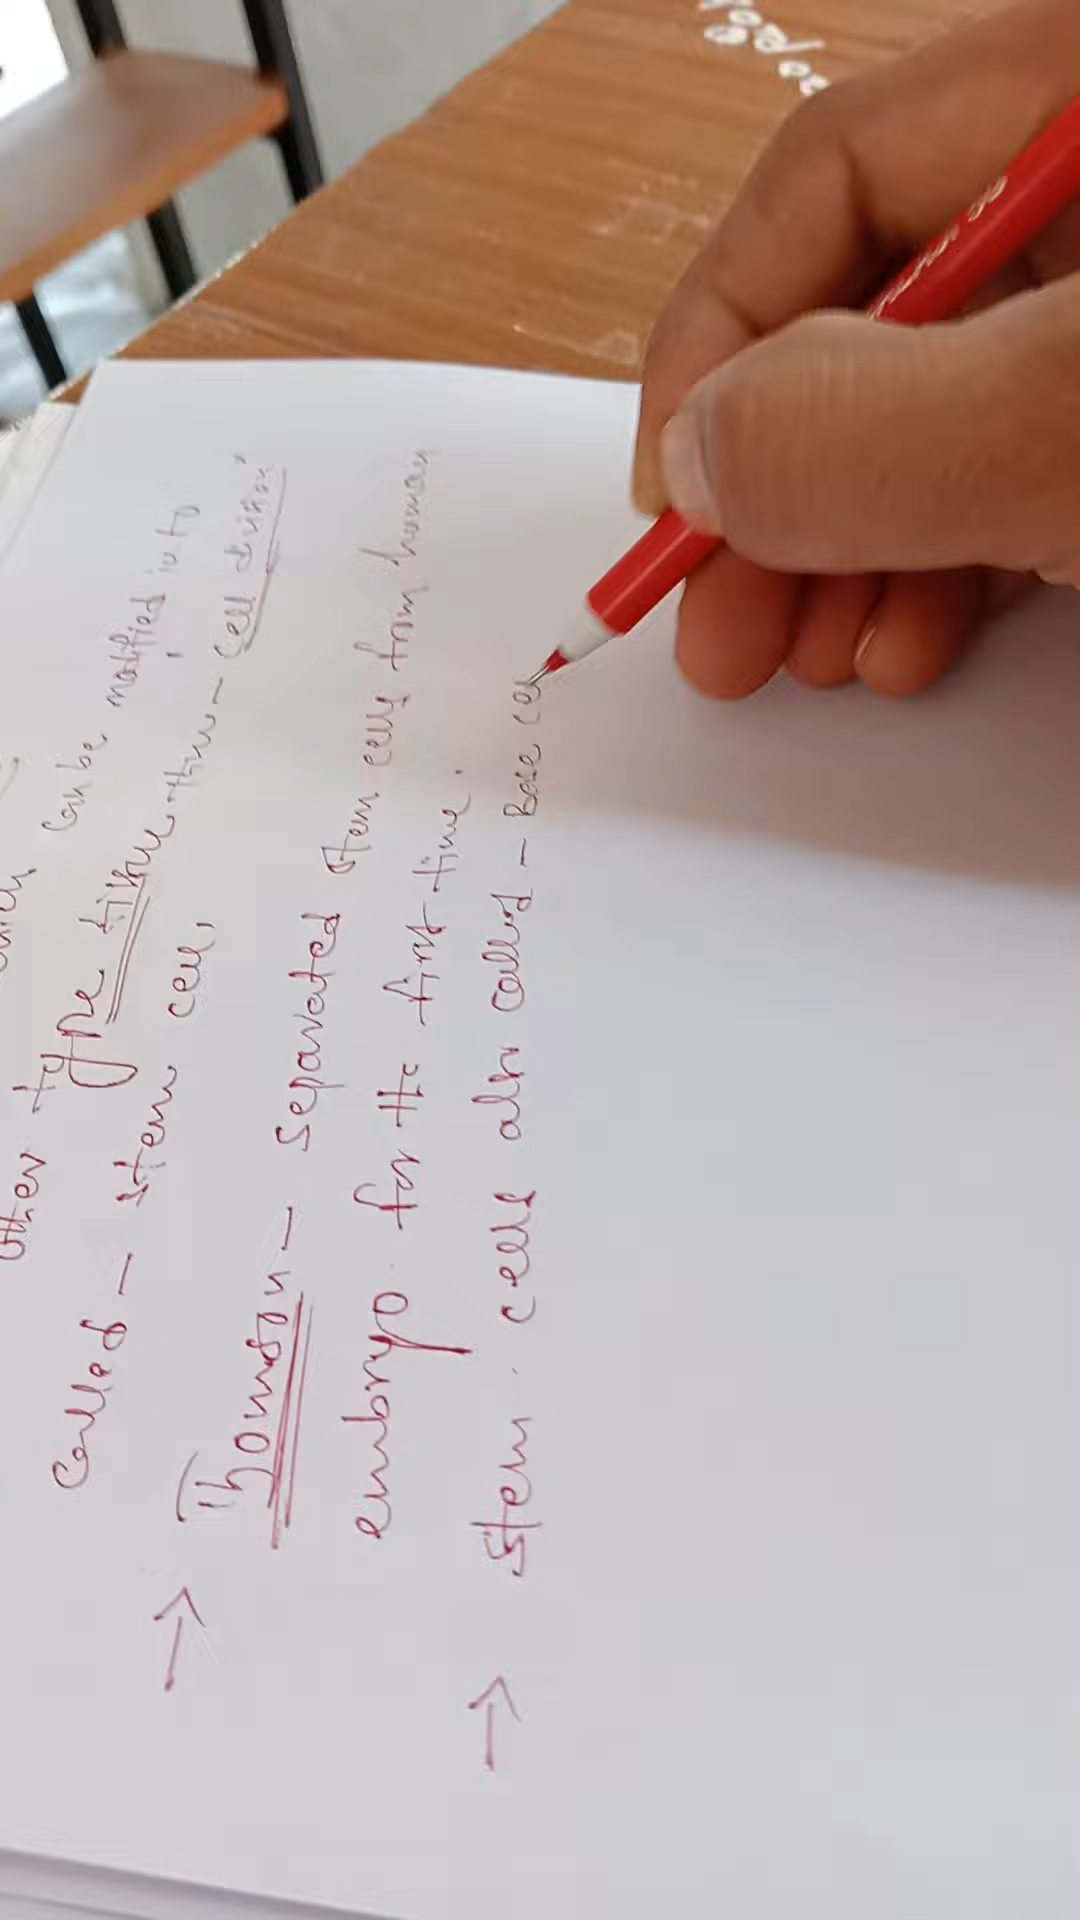 can be modified into
other type tissue thru - cell division'
called - stem cell,
→ Thomson - separated stem cells from human
embryo for the first time.
→ stem cells also called - Base ce